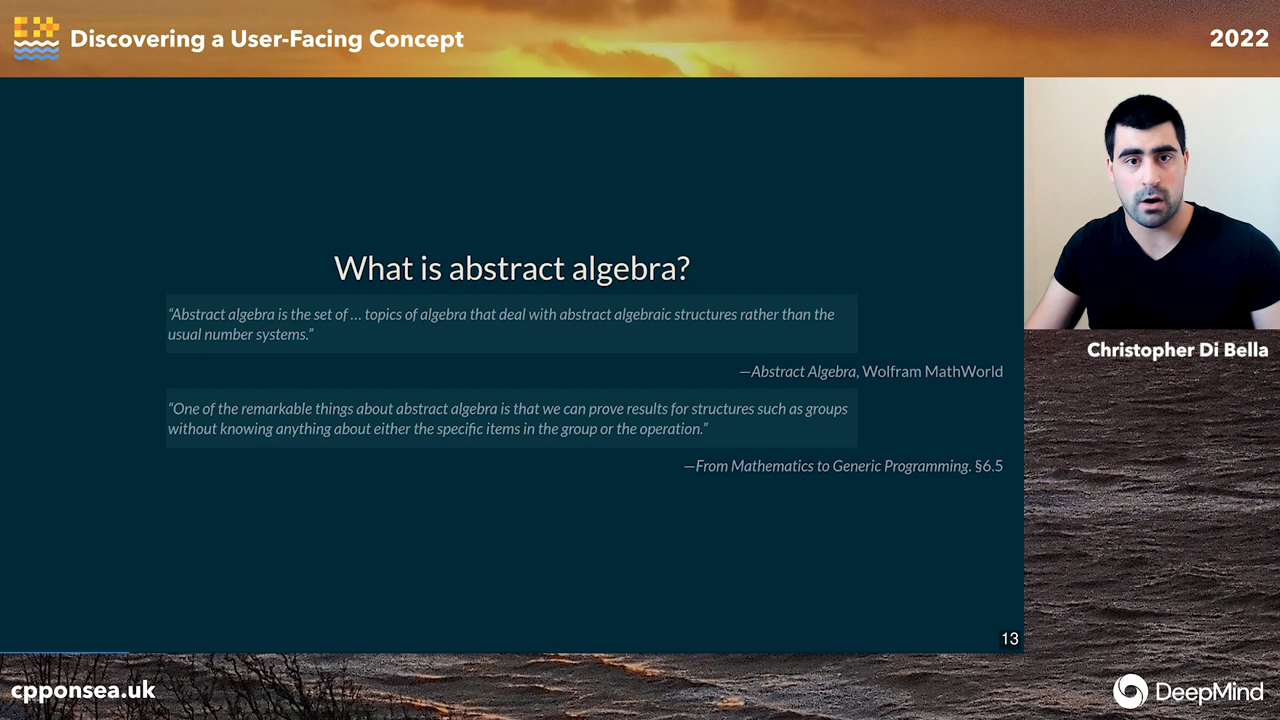 Discovering a User-Facing Concept
2022
What is abstract algebra?
“Abstract algebra is the set of … topics of algebra that deal with abstract algebraic structures rather than the
usual number systems.”
—Abstract Algebra, Wolfram MathWorld
“One of the remarkable things about abstract algebra is that we can prove results for structures such as groups
without knowing anything about either the specific items in the group or the operation.”
—From Mathematics to Generic Programming. §6.5
13
Christopher Di Bella
cpponsea.uk
DeepMind